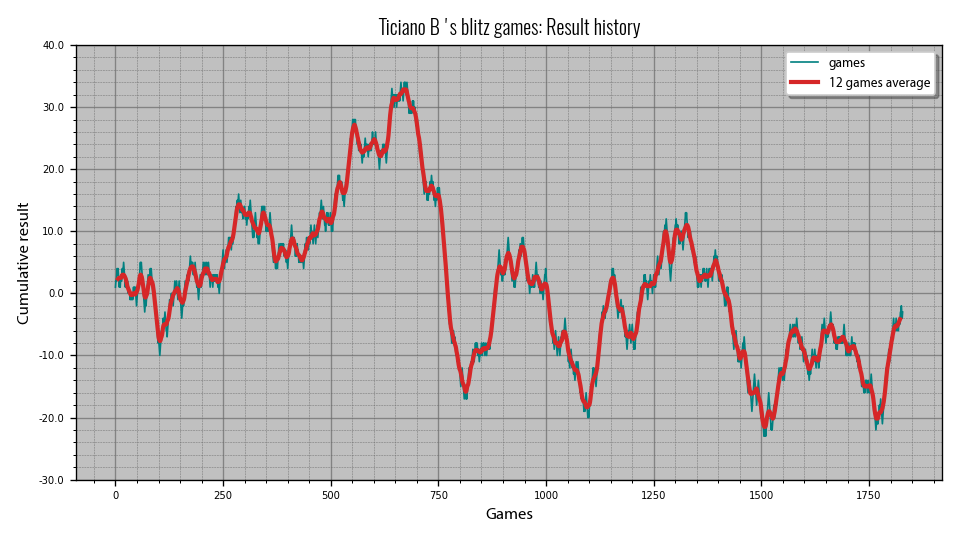 Ticiano B 's blitz games: Result history
40.0
30.0
20.0
10.0
0.0
-10.0
-20.0
-30.0
Cumulative result
games
12 games average
0 250 500 750 1000 1250 1500 1750
Games